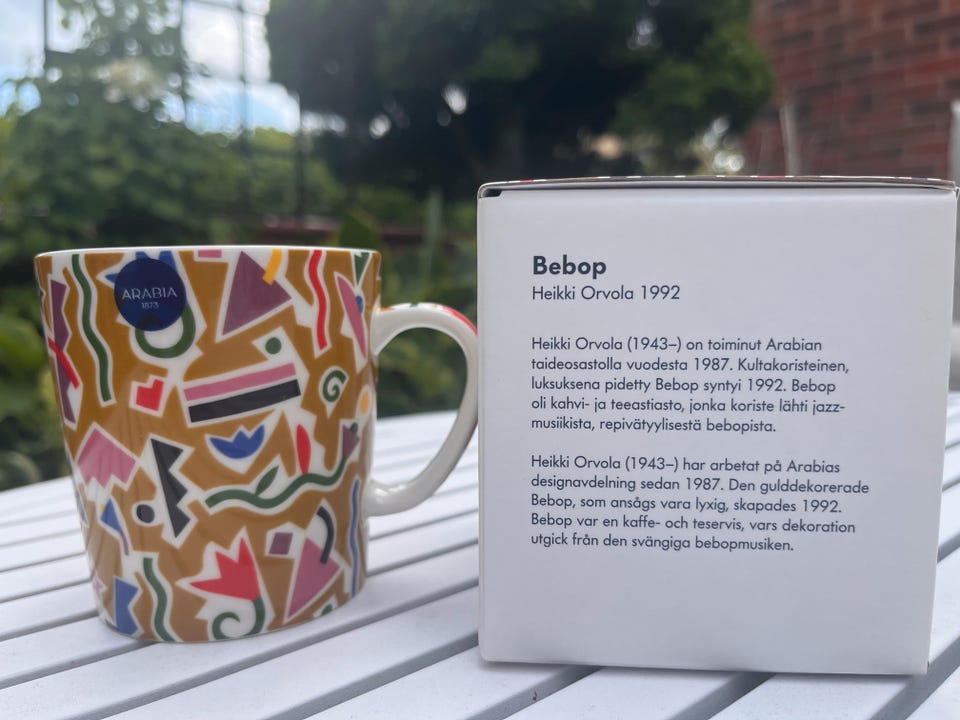 ARABIA
1873
Bebop
Heikki Orvola 1992
Heikki Orvola (1943–) on toiminut Arabian
taideosastolla vuodesta 1987. Kultakoristeinen,
luksuksena pidetty Bebop syntyi 1992. Bebop
oli kahvi- ja teeastiasto, jonka koriste lähti jazz-
musiikista, repivätyylisestä bebopista.
Heikki Orvola (1943–) har arbetat på Arabias
designavdelning sedan 1987. Den gulddekorerade
Bebop, som ansågs vara lyxig, skapades 1992.
Bebop var en kaffe- och teservis, vars dekoration
utgick från den svängiga bebopmusiken.